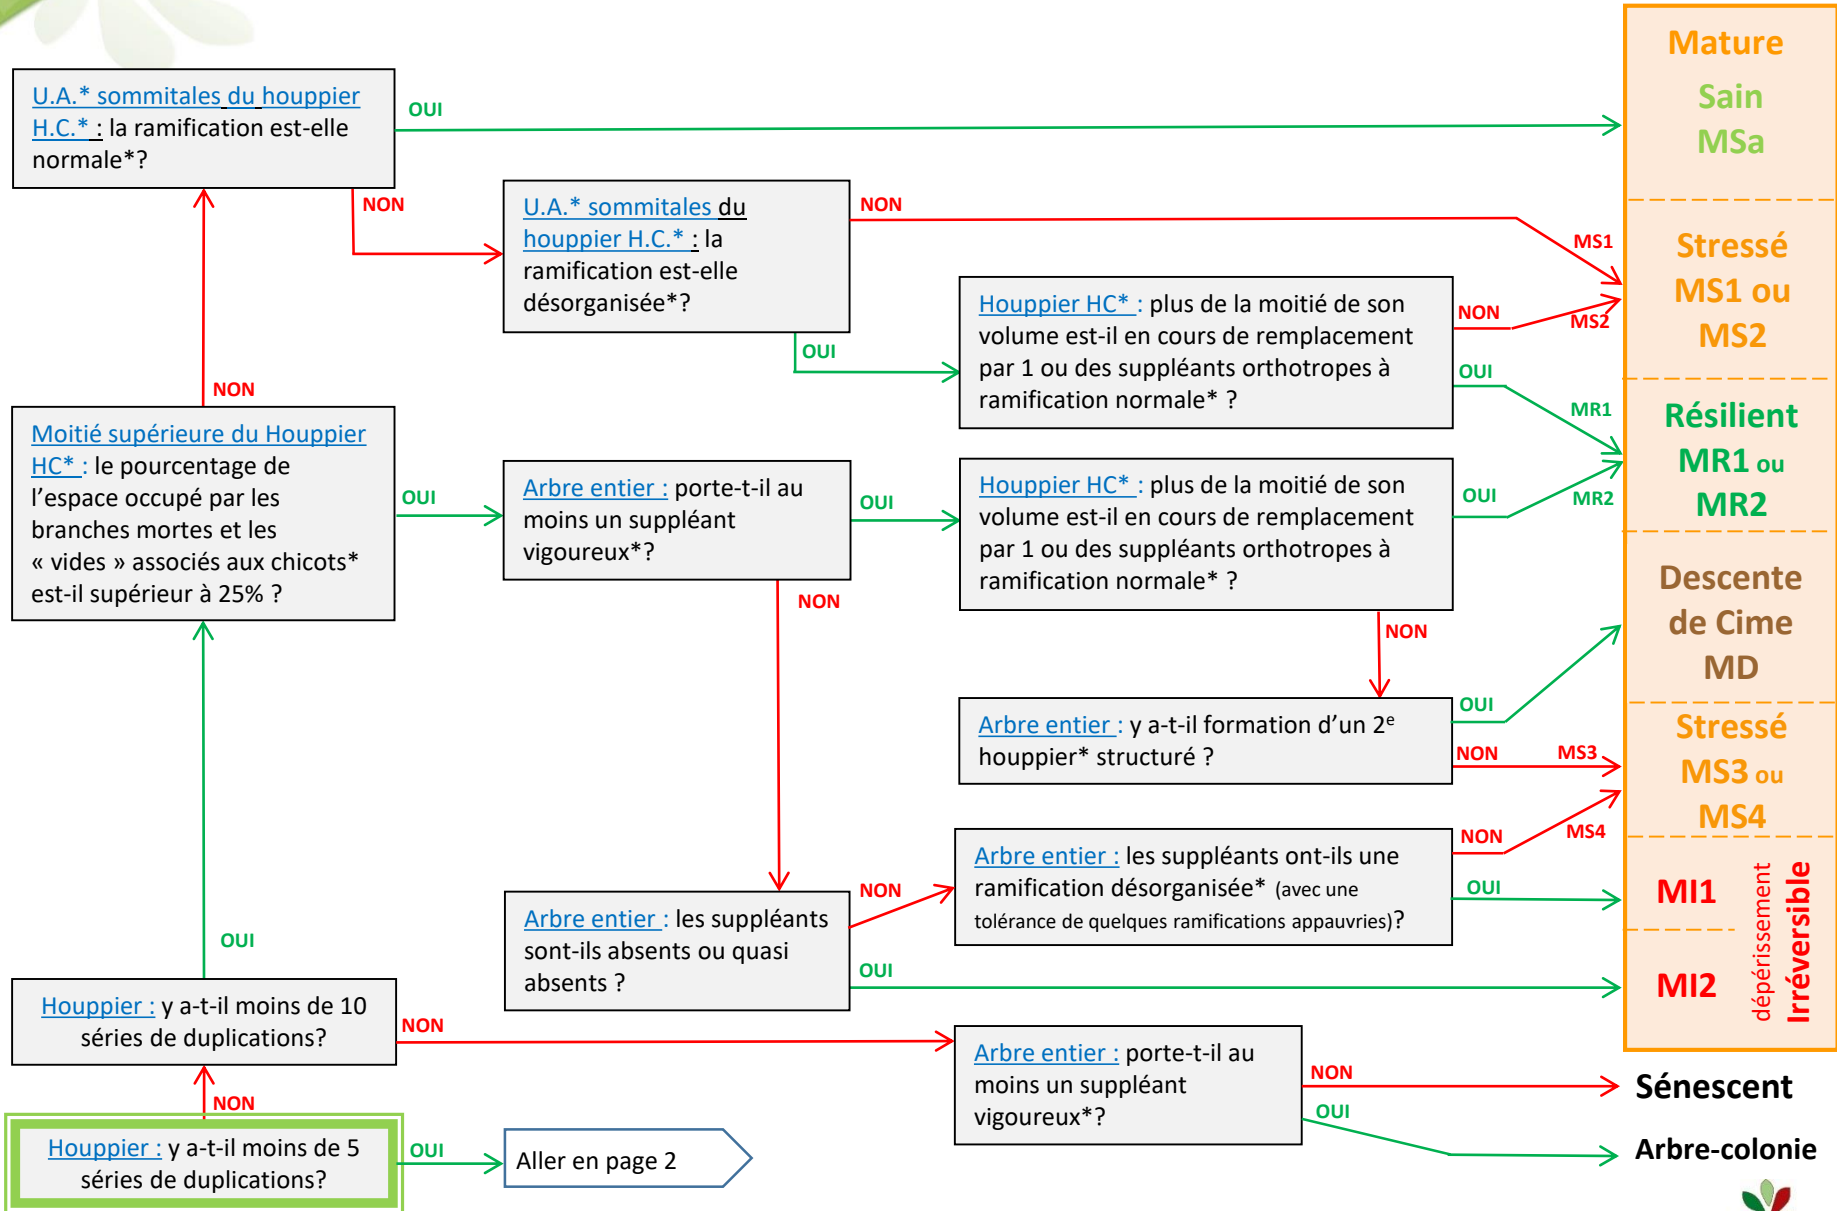 U.A.* sommitales du houppier
H.C.* : la ramification est-elle
normale*?
OUI
NON
U.A.* sommitales du
houppier H.C.* : la
ramification est-elle
désorganisée*?
NON
MS1
OUI
Houppier HC* : plus de la moitié de son
volume est-il en cours de remplacement
par 1 ou des suppléants orthotropes à
ramification normale* ?
NON
MS2
OUI
MR1
NON
Moitié supérieure du Houppier
HC* : le pourcentage de
l’espace occupé par les
branches mortes et les
« vides » associés aux chicots*
est-il supérieur à 25% ?
OUI
Arbre entier : porte-t-il au
moins un suppléant
vigoureux*?
OUI
NON
Houppier HC* : plus de la moitié de son
volume est-il en cours de remplacement
par 1 ou des suppléants orthotropes à
ramification normale* ?
OUI
MR2
NON
Arbre entier : y a-t-il formation d’un 2e
houppier* structuré ?
OUI
NON
MS3
Arbre entier : les suppléants
sont-ils absents ou quasi
absents ?
NON
OUI
Arbre entier : les suppléants ont-ils une
ramification désorganisée* (avec une
tolérance de quelques ramifications appauvries)?
NON
MS4
OUI
OUI
Houppier : y a-t-il moins de 10
séries de duplications?
NON
Arbre entier : porte-t-il au
moins un suppléant
vigoureux*?
NON
OUI
NON
Houppier : y a-t-il moins de 5
séries de duplications?
OUI
Aller en page 2
Mature
Sain
MSa
Stressé
MS1 ou
MS2
Résilient
MR1 ou
MR2
Descente
de Cime
MD
Stressé
MS3 ou
MS4
MI1
MI2
dépérissement
Irréversible
Sénescent
Arbre-colonie